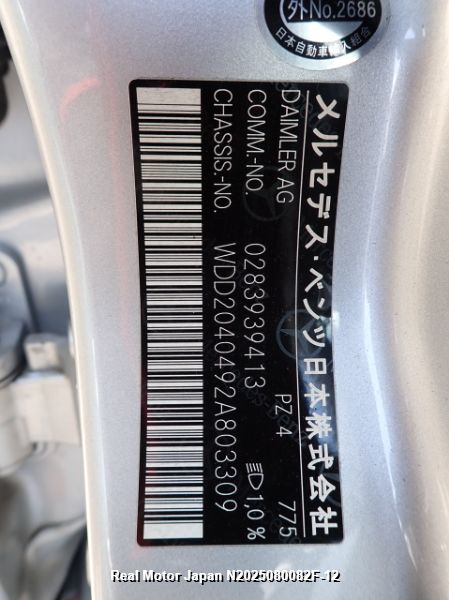 外No.2686
日本自動車輸入組合
メルセデス・ベンツ日本株式会社
DAIMLER AG PZ 4 775
COMM.-NO. 0283939413 1,0%
CHASSIS.-NO. WDD2040492A803309
Real Motor Japan N2025080082F-12